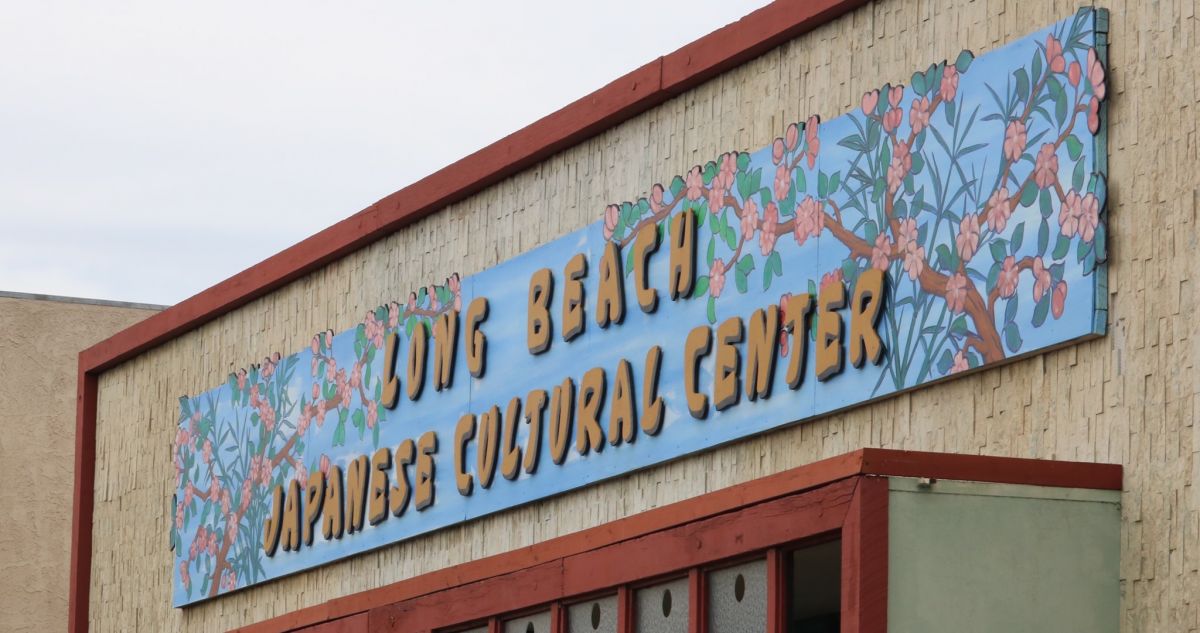 LONG BEACH
JAPANESE CULTURAL CENTER